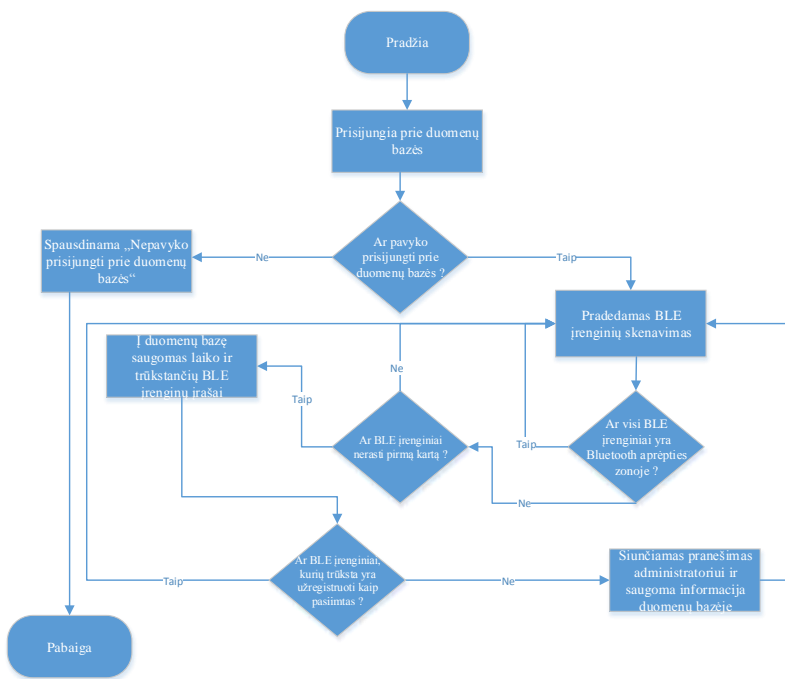 Pradžia
Prisijungia prie duomenų
bazės
Ar pavyko
prisijungti prie
duomenų bazės ?
Ne
Taip
Spausdinama „Nepavyko
prisijungti prie duomenų
bazės“
Pradedamas BLE
įrenginių skenavimas
Į duomenų bazę
saugomas laiko ir
trūkstančių BLE
įrenginų įrašai
Ne
Taip
Ar BLE įrenginiai
nerasti pirmą kartą ?
Taip
Ar visi BLE
įrenginiai yra
Bluetooth aprėpties
zonoje ?
Ne
Ar BLE įrenginiai,
kurių trūksta yra
užregistruoti kaip
pasiimtas ?
Taip
Ne
Siunčiamas pranešimas
administratoriui ir
saugoma informacija
duomenų bazėje
Pabaiga